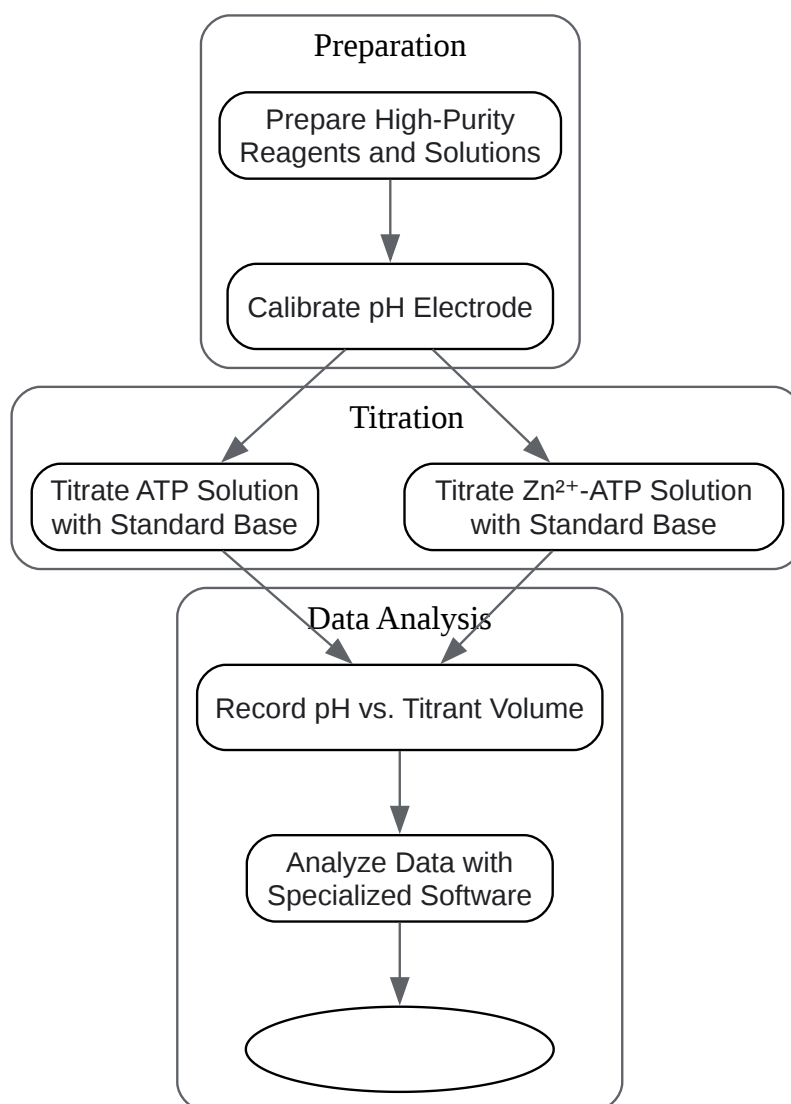 Preparation
Prepare High-Purity
Reagents and Solutions
Calibrate pH Electrode
Titration
Titrate ATP Solution
with Standard Base
Titrate Zn²⁺-ATP Solution
with Standard Base
Data Analysis
Record pH vs. Titrant Volume
Analyze Data with
Specialized Software